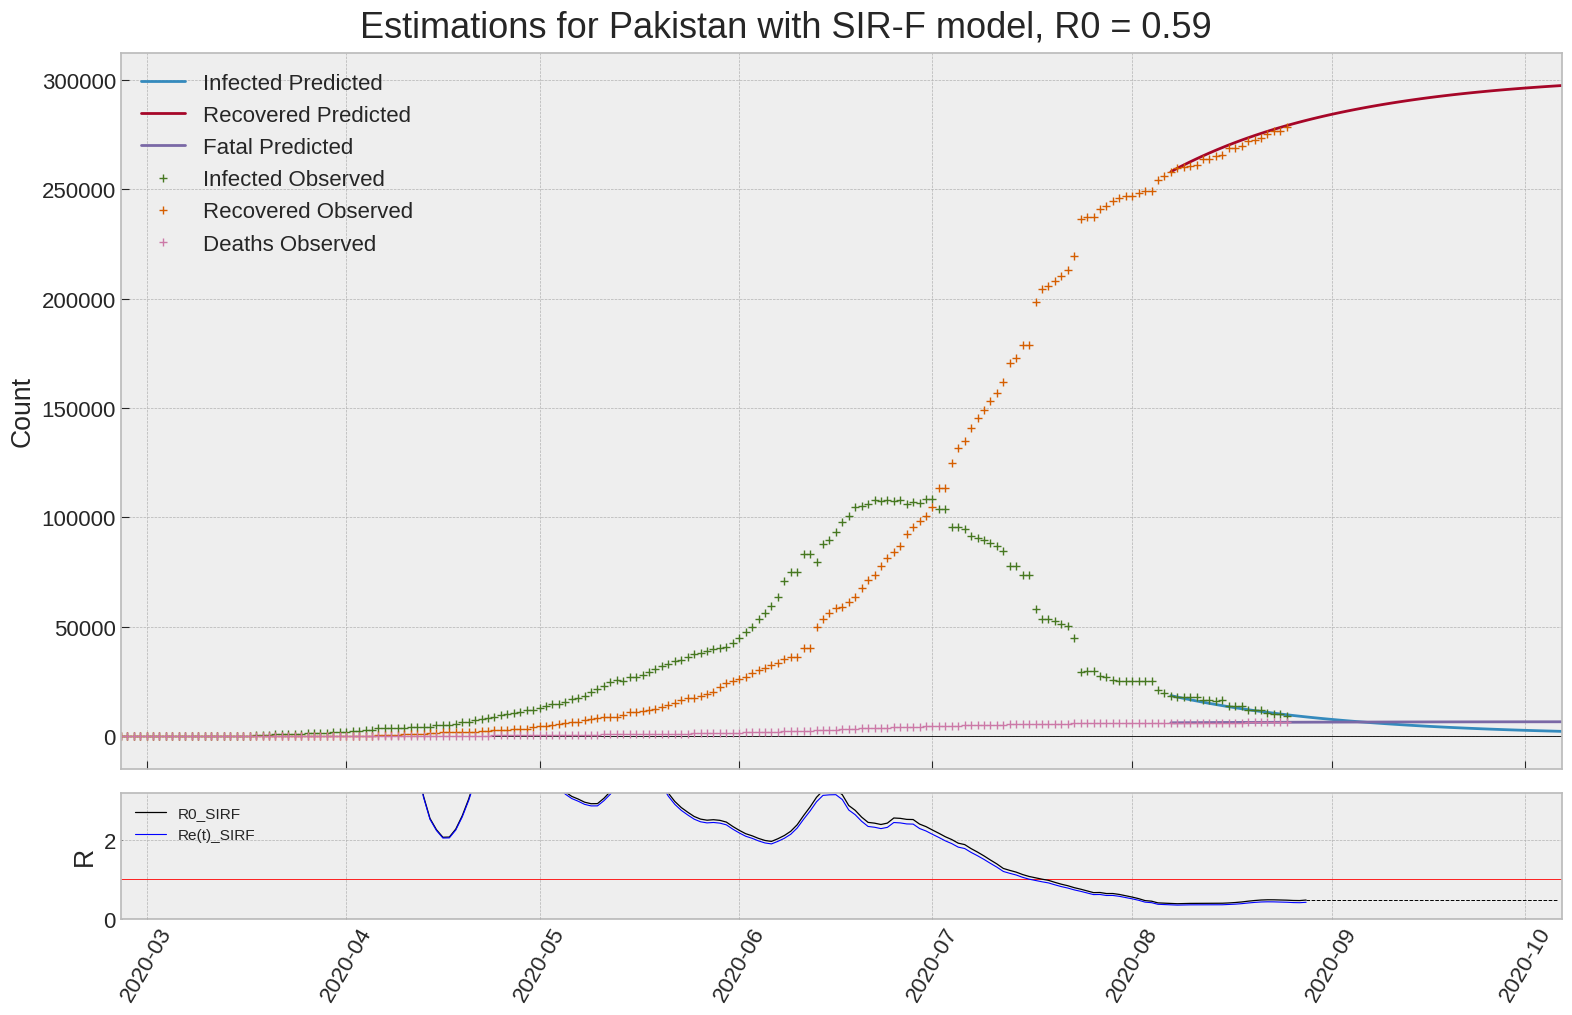 Estimations for Pakistan with SIR-F model, R0 = 0.59
Infected Predicted
Recovered Predicted
Fatal Predicted
Infected Observed
Recovered Observed
Deaths Observed
300000
250000
200000
150000
100000
50000
0
Count
R0_SIRF
Re(t)_SIRF
2
0
R
2020-03
2020-04
2020-05
2020-06
2020-07
2020-08
2020-09
2020-10